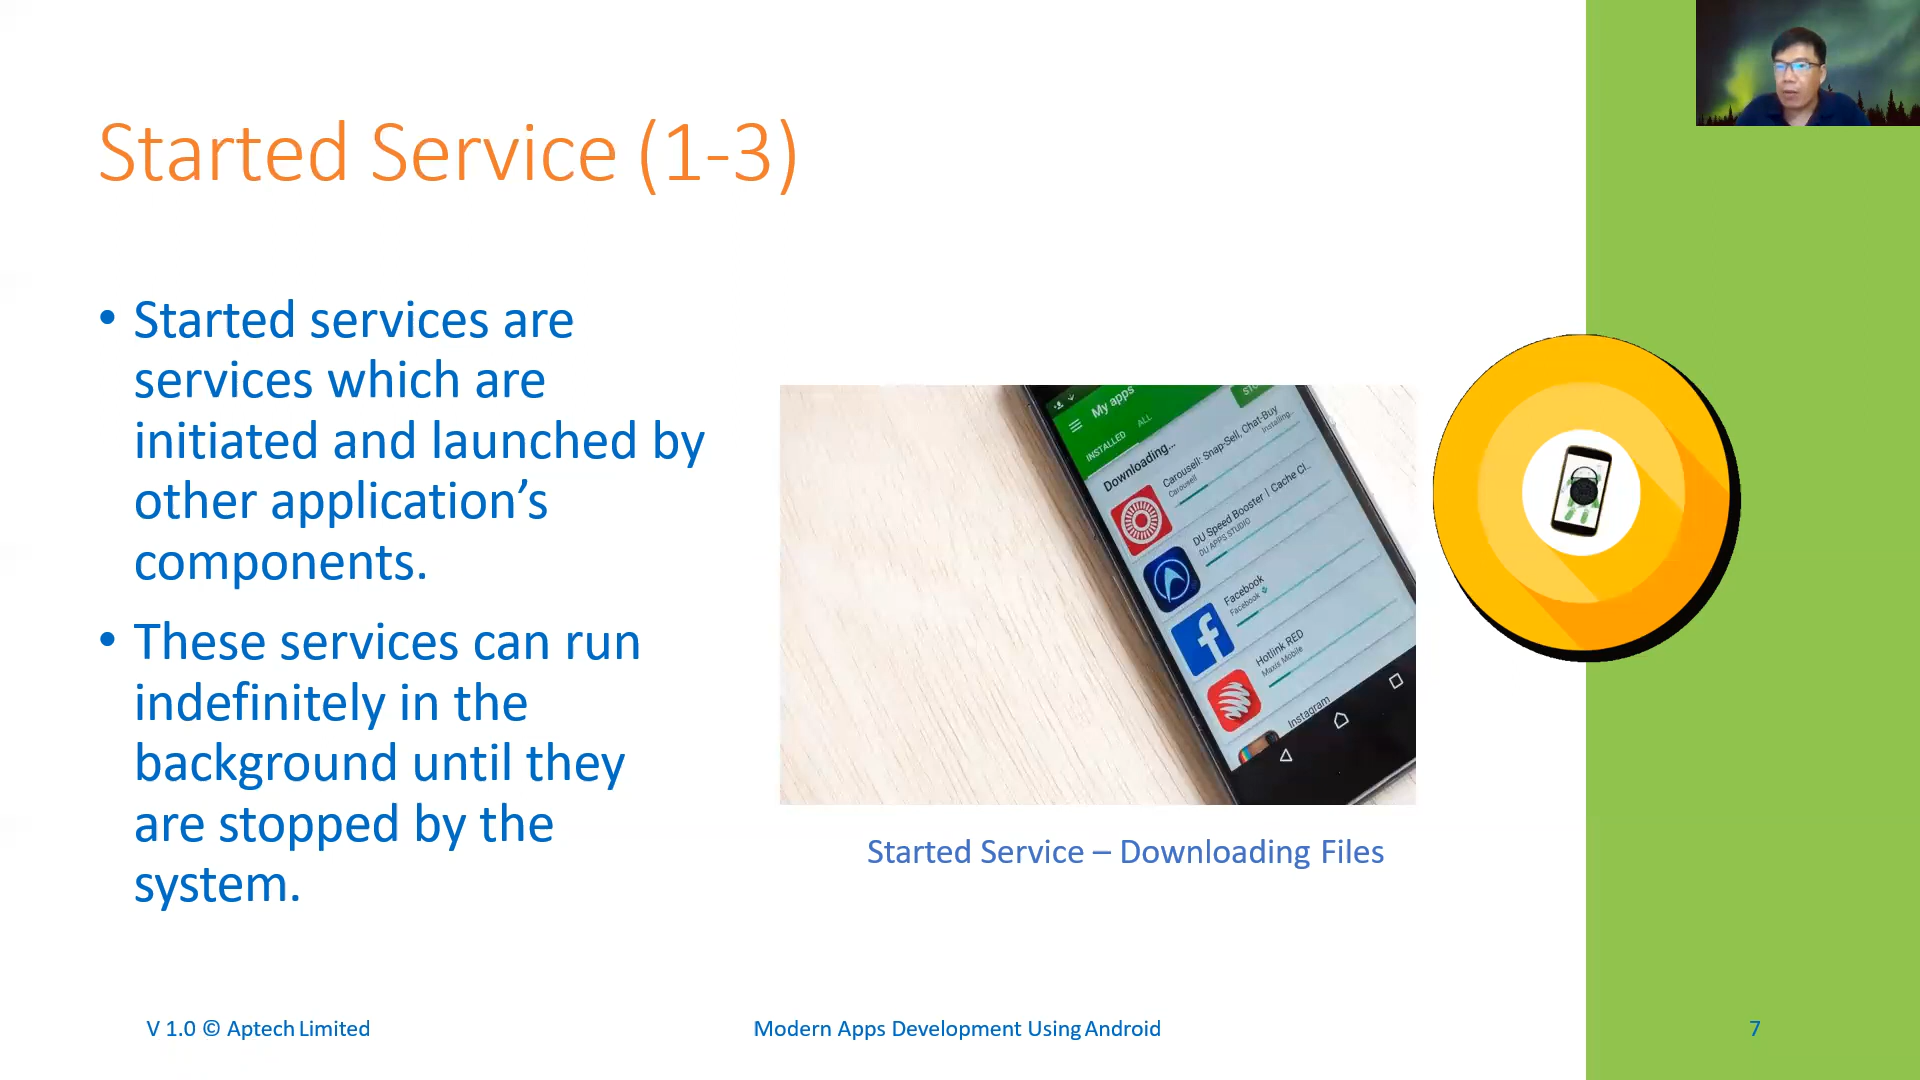 Started Service (1-3)
• Started services are
services which are
initiated and launched by
other application’s
components.
• These services can run
indefinitely in the
background until they
are stopped by the
system.
My apps
INSTALLED ALL
Downloading...
Carousell: Snap-Sell, Chat-Buy
Carousell
Installing..
DU Speed Booster | Cache Cl..
DU APPS STUDIO
Facebook
Facebook
Hotlink RED
Maxis Mobile
Instagram
Started Service – Downloading Files
V 1.0 © Aptech Limited
Modern Apps Development Using Android
7